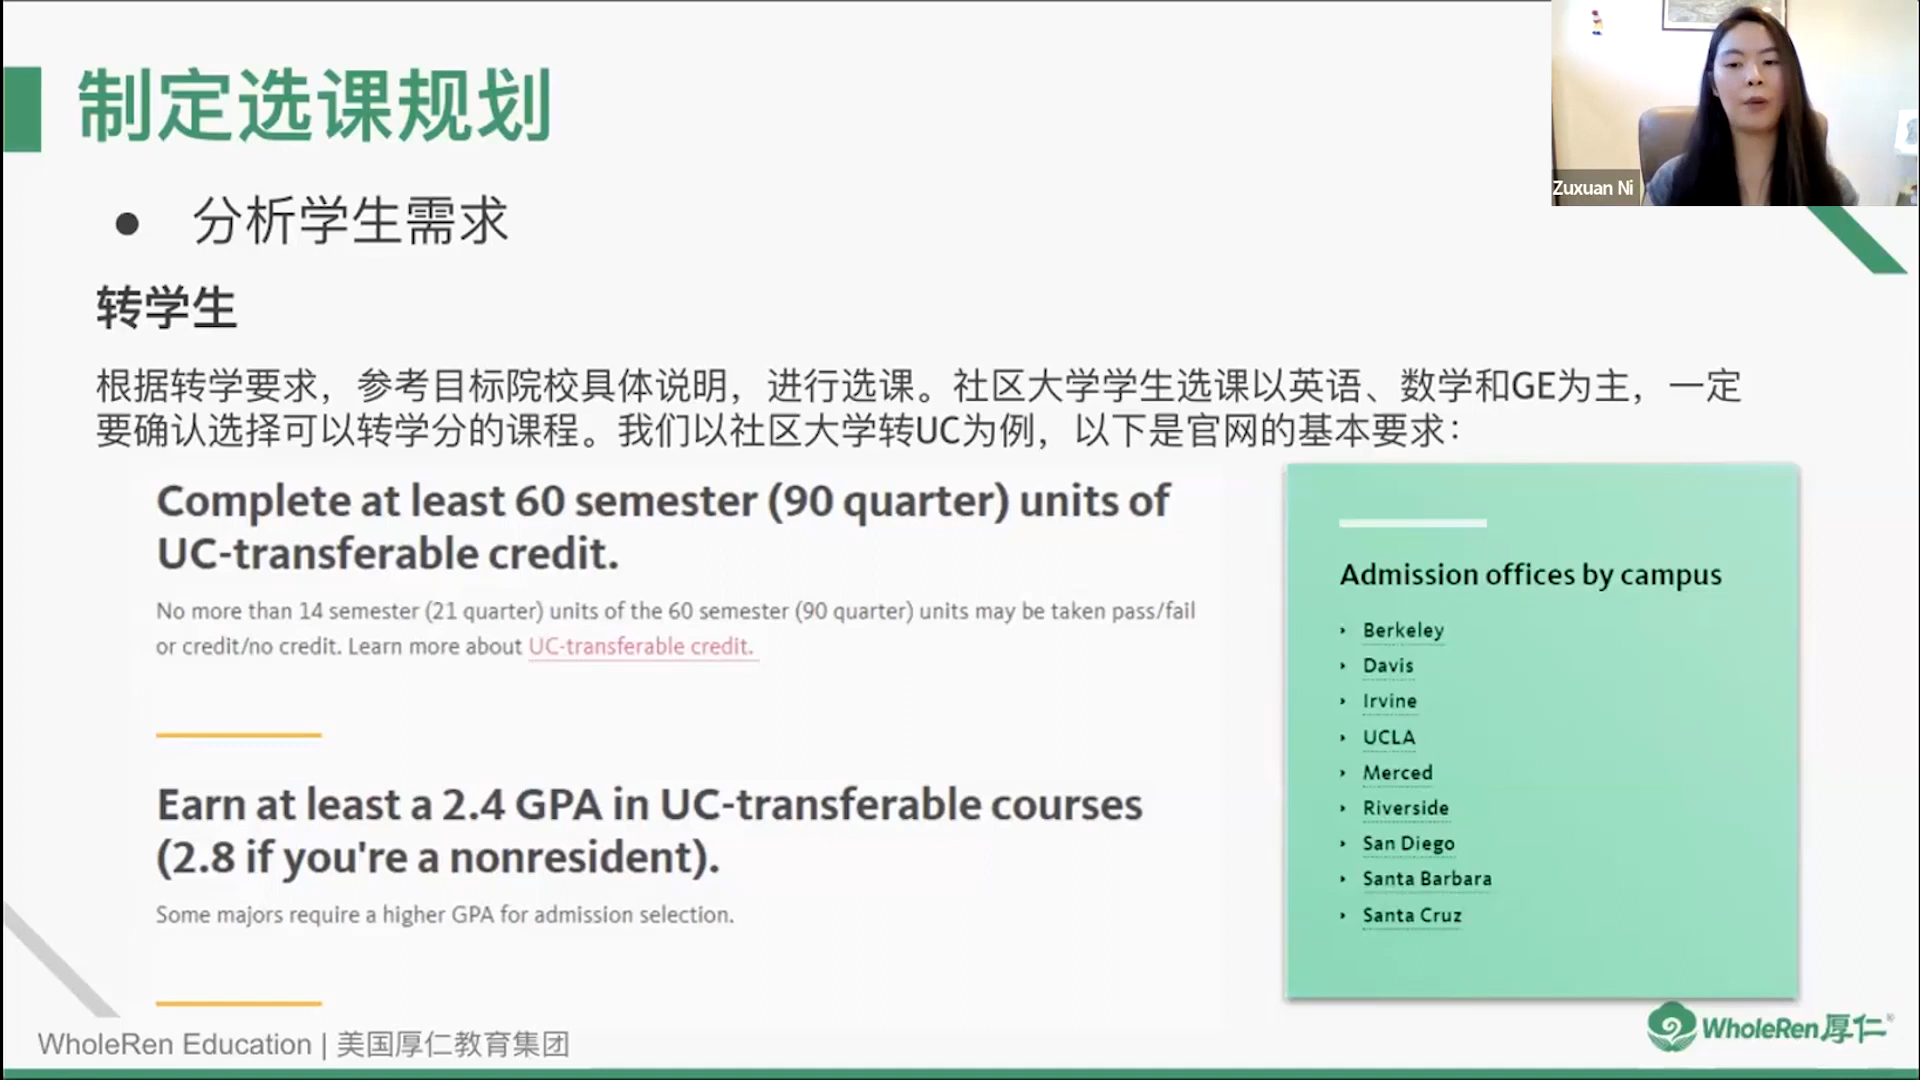 制定选课规划
Zuxuan Ni
● 分析学生需求
转学生
根据转学要求，参考目标院校具体说明，进行选课。社区大学学生选课以英语、数学和GE为主，一定
要确认选择可以转学分的课程。我们以社区大学转UC为例，以下是官网的基本要求：
Complete at least 60 semester (90 quarter) units of
UC-transferable credit.
No more than 14 semester (21 quarter) units of the 60 semester (90 quarter) units may be taken pass/fail
or credit/no credit. Learn more about UC-transferable credit.
Earn at least a 2.4 GPA in UC-transferable courses
(2.8 if you're a nonresident).
Some majors require a higher GPA for admission selection.
Admission offices by campus
Berkeley
Davis
Irvine
UCLA
Merced
Riverside
San Diego
Santa Barbara
Santa Cruz
WholeRen Education | 美国厚仁教育集团
WholeRen厚仁®